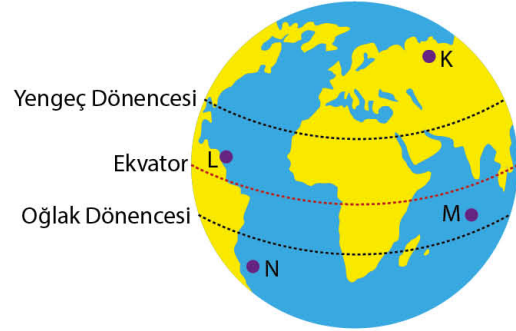 K
Yengeç Dönencesi
L
Ekvator
Oğlak Dönencesi
M
N